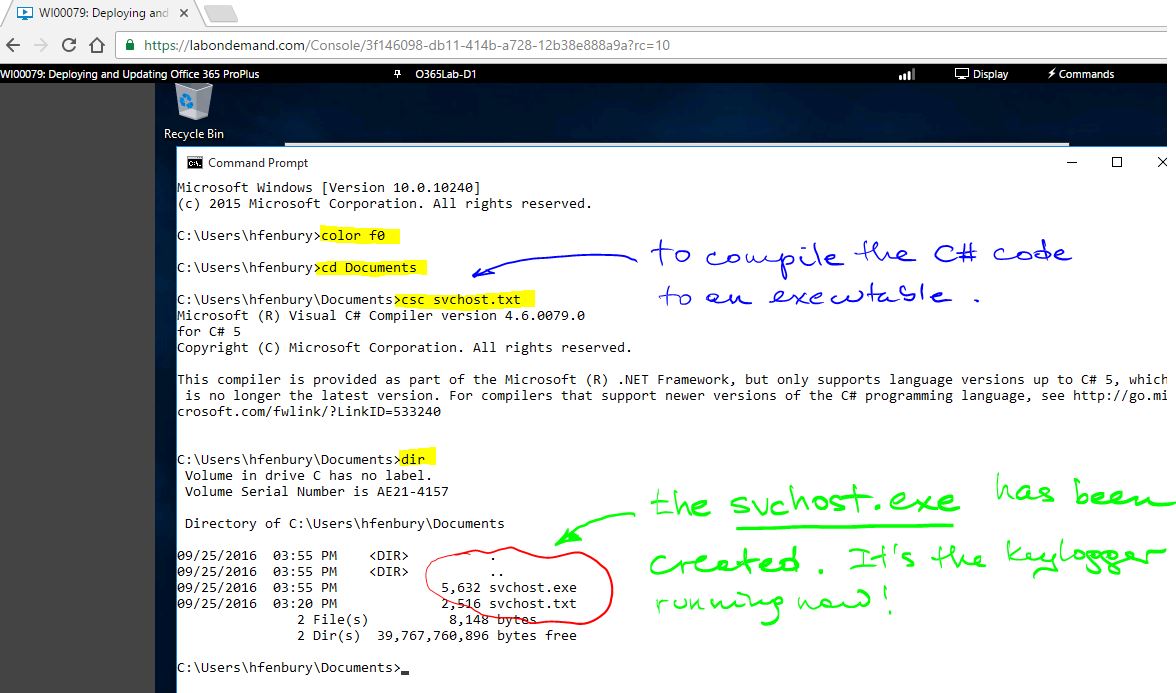 WI00079: Deploying and
https://labondemand.com/Console/3f146098-db11-414b-a728-12b38e888a9a?rc=10
WI00079: Deploying and Updating Office 365 ProPlus O365Lab-D1 Display Commands
Recycle Bin
Command Prompt
Microsoft Windows [Version 10.0.10240]
(c) 2015 Microsoft Corporation. All rights reserved.
C:\Users\hfenbury>color f0
C:\Users\hfenbury>cd Documents
to compile the C# code
to an executable.
C:\Users\hfenbury\Documents>csc svchost.txt
Microsoft (R) Visual C# Compiler version 4.6.0079.0
for C# 5
Copyright (C) Microsoft Corporation. All rights reserved.
This compiler is provided as part of the Microsoft (R) .NET Framework, but only supports language versions up to C# 5, which
is no longer the latest version. For compilers that support newer versions of the C# programming language, see http://go.mi
crosoft.com/fwlink/?LinkID=533240
C:\Users\hfenbury\Documents>dir
Volume in drive C has no label.
Volume Serial Number is AE21-4157
Directory of C:\Users\hfenbury\Documents
09/25/2016 03:55 PM <DIR> .
09/25/2016 03:55 PM <DIR> ..
09/25/2016 03:55 PM 5,632 svchost.exe
09/25/2016 03:20 PM 2,516 svchost.txt
2 File(s) 8,148 bytes
2 Dir(s) 39,767,760,896 bytes free
the svchost.exe has been
created. It's the keylogger
running now!
C:\Users\hfenbury\Documents>_